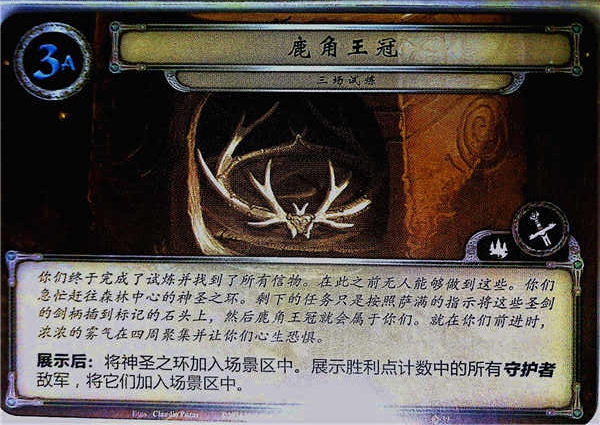 3A
鹿角王冠
三场试炼
你们终于完成了试炼并找到了所有信物。在此之前无人能够做到这些。你们
急忙赶往森林中心的神圣之环。剩下的任务只是按照萨满的指示将这些圣剑
的剑柄插到标记的石头上，然后鹿角王冠就会属于你们。就在你们前进时，
浓浓的雾气在四周聚集并让你们心生恐惧。
展示后：将神圣之环加入场景区中。展示胜利点计数中的所有守护者
敌军，将它们加入场景区中。
Illus. Claudio Pozas